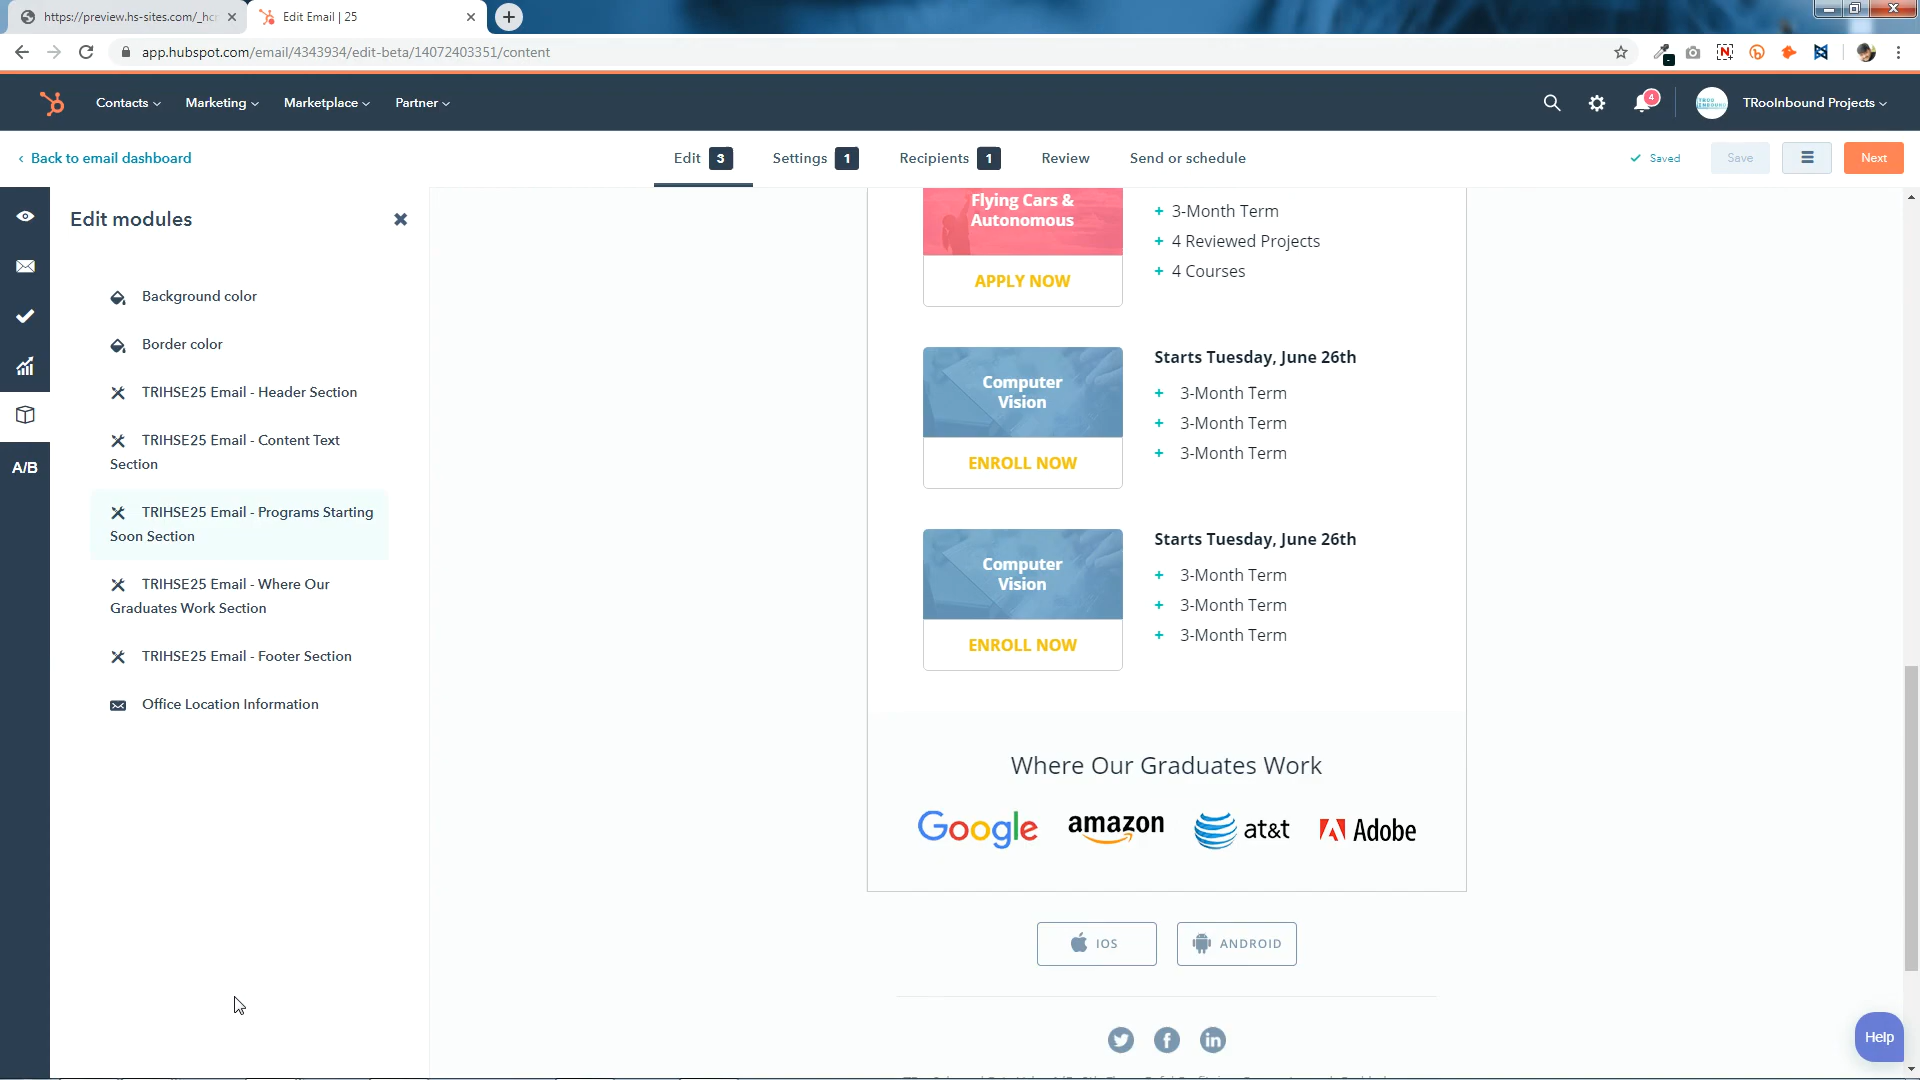 https://preview.hs-sites.com/_hcm
Edit Email | 25
app.hubspot.com/email/4343934/edit-beta/14072403351/content
Contacts
Marketing
Marketplace
Partner
4
TRooInbound Projects
Back to email dashboard
Edit 3
Settings 1
Recipients 1
Review
Send or schedule
Saved
Save
Next
Edit modules
Background color
Border color
TRIHSE25 Email - Header Section
TRIHSE25 Email - Content Text
Section
TRIHSE25 Email - Programs Starting
Soon Section
TRIHSE25 Email - Where Our
Graduates Work Section
TRIHSE25 Email - Footer Section
Office Location Information
A/B
Flying Cars &
Autonomous
APPLY NOW
+ 3-Month Term
+ 4 Reviewed Projects
+ 4 Courses
Computer
Vision
ENROLL NOW
Starts Tuesday, June 26th
+ 3-Month Term
+ 3-Month Term
+ 3-Month Term
Computer
Vision
ENROLL NOW
Starts Tuesday, June 26th
+ 3-Month Term
+ 3-Month Term
+ 3-Month Term
Where Our Graduates Work
Google
amazon
at&t
Adobe
IOS
ANDROID
Help